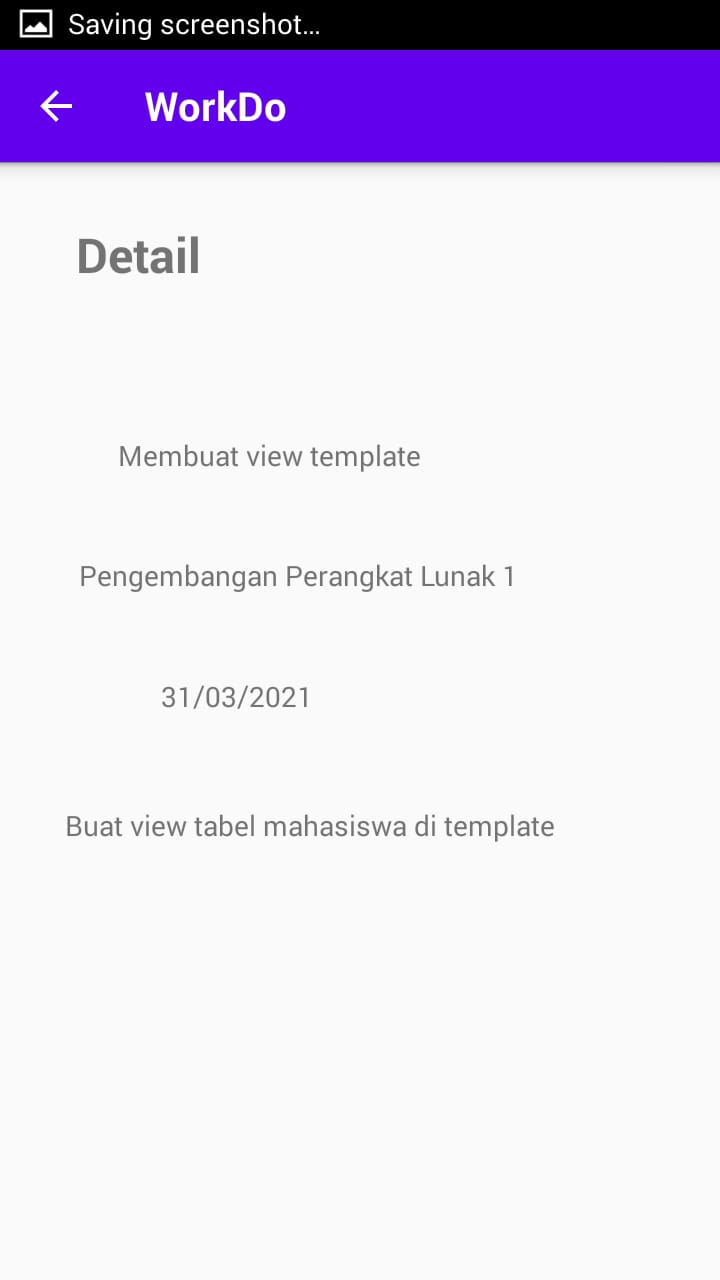 Saving screenshot...
WorkDo
Detail
Membuat view template
Pengembangan Perangkat Lunak 1
31/03/2021
Buat view tabel mahasiswa di template